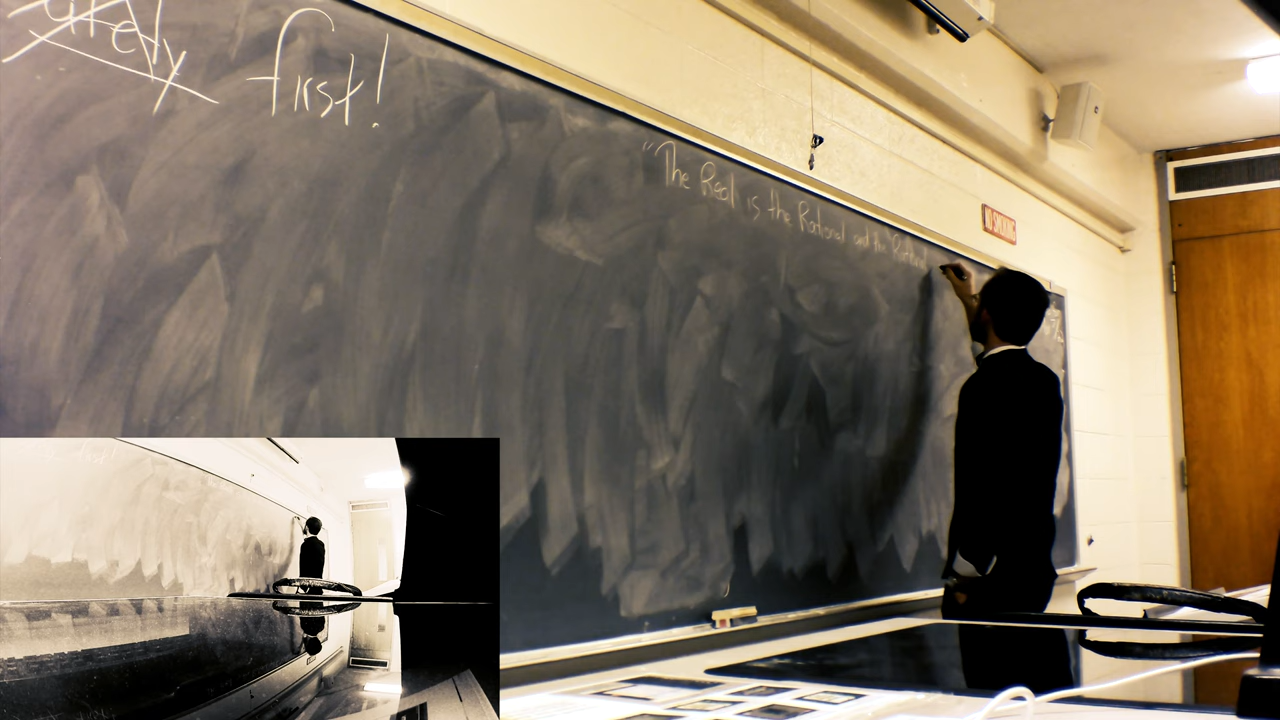 first!
"The Real is the Rational and the Rational
NO SMOKING